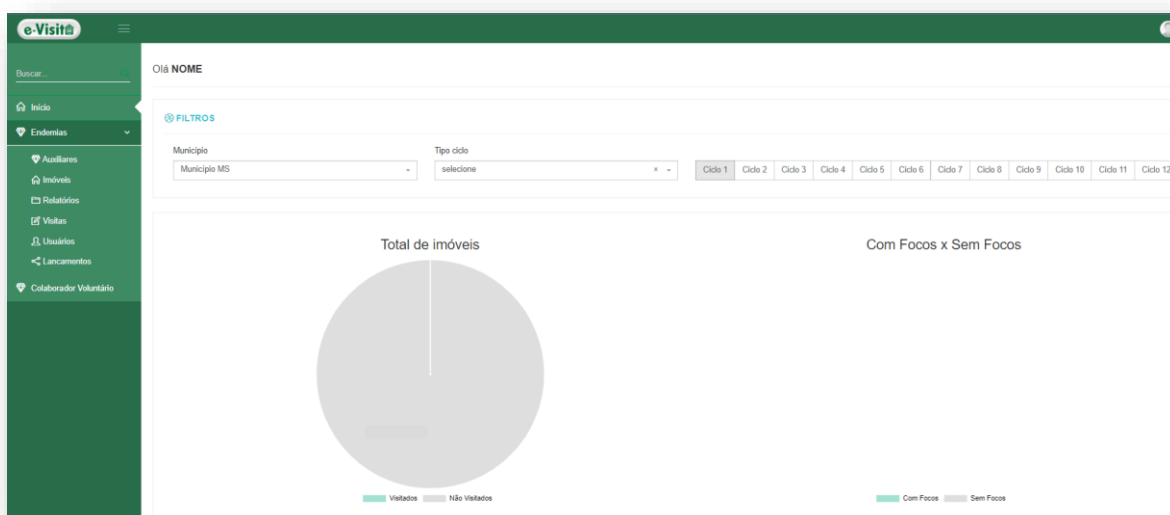 e-Visita
Buscar...
Olá NOME
Início
FILTROS
Endemias
Município
Tipo ciclo
Auxiliares
Município MS
selecione
Ciclo 1 Ciclo 2 Ciclo 3 Ciclo 4 Ciclo 5 Ciclo 6 Ciclo 7 Ciclo 8 Ciclo 9 Ciclo 10 Ciclo 11 Ciclo 12
Imóveis
Relatórios
Visitas
Usuários
Lancamentos
Colaborador Voluntário
Total de imóveis
Com Focos x Sem Focos
Visitados Não Visitados
Com Focos Sem Focos